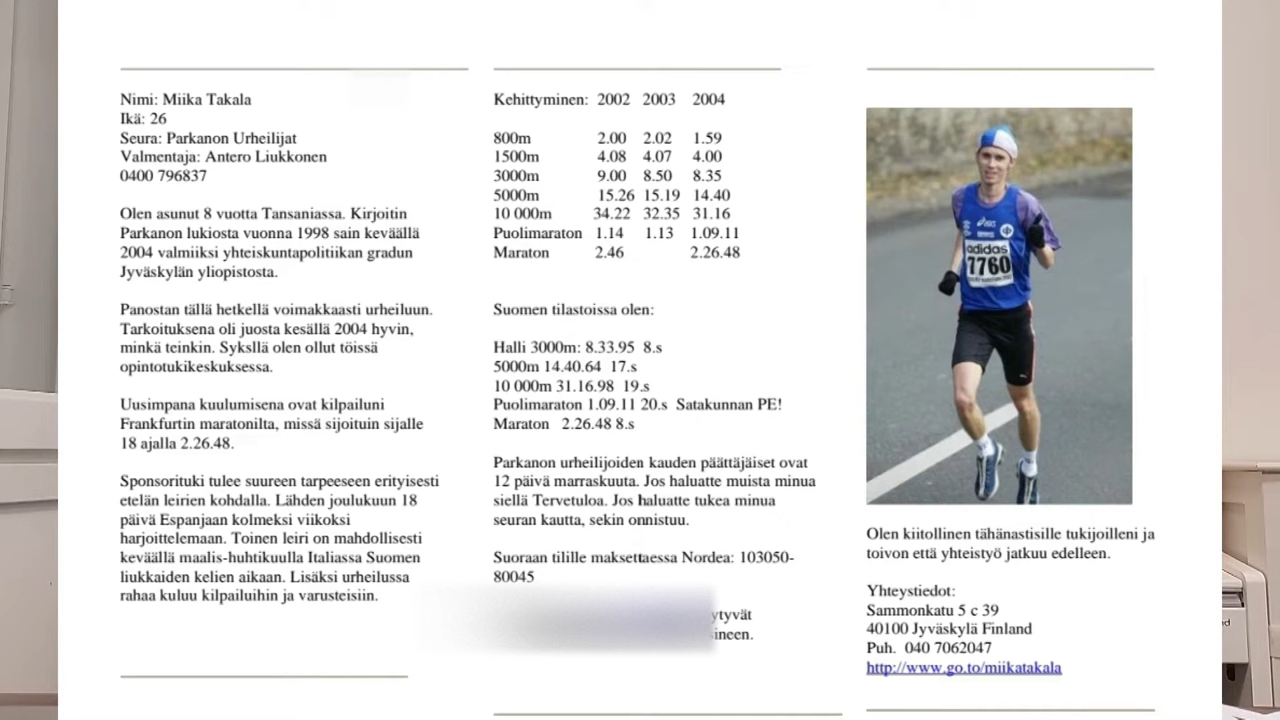 Nimi: Miika Takala
Ikä: 26
Seura: Parkanon Urheilijat
Valmentaja: Antero Liukkonen
0400 796837
Olen asunut 8 vuotta Tansaniassa. Kirjoitin
Parkanon lukiosta vuonna 1998 sain keväällä
2004 valmiiksi yhteiskuntapolitiikan gradun
Jyväskylän yliopistosta.
Panostan tällä hetkellä voimakkaasti urheiluun.
Tarkoituksena oli juosta kesällä 2004 hyvin,
minkä teinkin. Syksllä olen ollut töissä
opintotukikeskuksessa.
Uusimpana kuulumisena ovat kilpailuni
Frankfurtin maratonilta, missä sijoituin sijalle
18 ajalla 2.26.48.
Sponsorituki tulee suureen tarpeeseen erityisesti
etelän leirien kohdalla. Lähden joulukuun 18
päivä Espanjaan kolmeksi viikoksi
harjoittelemaan. Toinen leiri on mahdollisesti
keväällä maalis-huhtikuulla Italiassa Suomen
liukkaiden kelien aikaan. Lisäksi urheilussa
rahaa kuluu kilpailuihin ja varusteisiin.
Kehittyminen: 2002 2003 2004
800m 2.00 2.02 1.59
1500m 4.08 4.07 4.00
3000m 9.00 8.50 8.35
5000m 15.26 15.19 14.40
10 000m 34.22 32.35 31.16
Puolimaraton 1.14 1.13 1.09.11
Maraton 2.46 2.26.48
Suomen tilastoissa olen:
Halli 3000m: 8.33.95 8.s
5000m 14.40.64 17.s
10 000m 31.16.98 19.s
Puolimaraton 1.09.11 20.s Satakunnan PE!
Maraton 2.26.48 8.s
Parkanon urheilijoiden kauden päättäjäiset ovat
12 päivä marraskuuta. Jos haluatte muista minua
siellä Tervetuloa. Jos haluatte tukea minua
seuran kautta, sekin onnistuu.
Suoraan tilille maksettaessa Nordea: 103050-
80045
ytyvät
ineen.
adidas
7760
Olen kiitollinen tähänastisille tukijoilleni ja
toivon että yhteistyö jatkuu edelleen.
Yhteystiedot:
Sammonkatu 5 c 39
40100 Jyväskylä Finland
Puh. 040 7062047
http://www.go.to/miikatakala